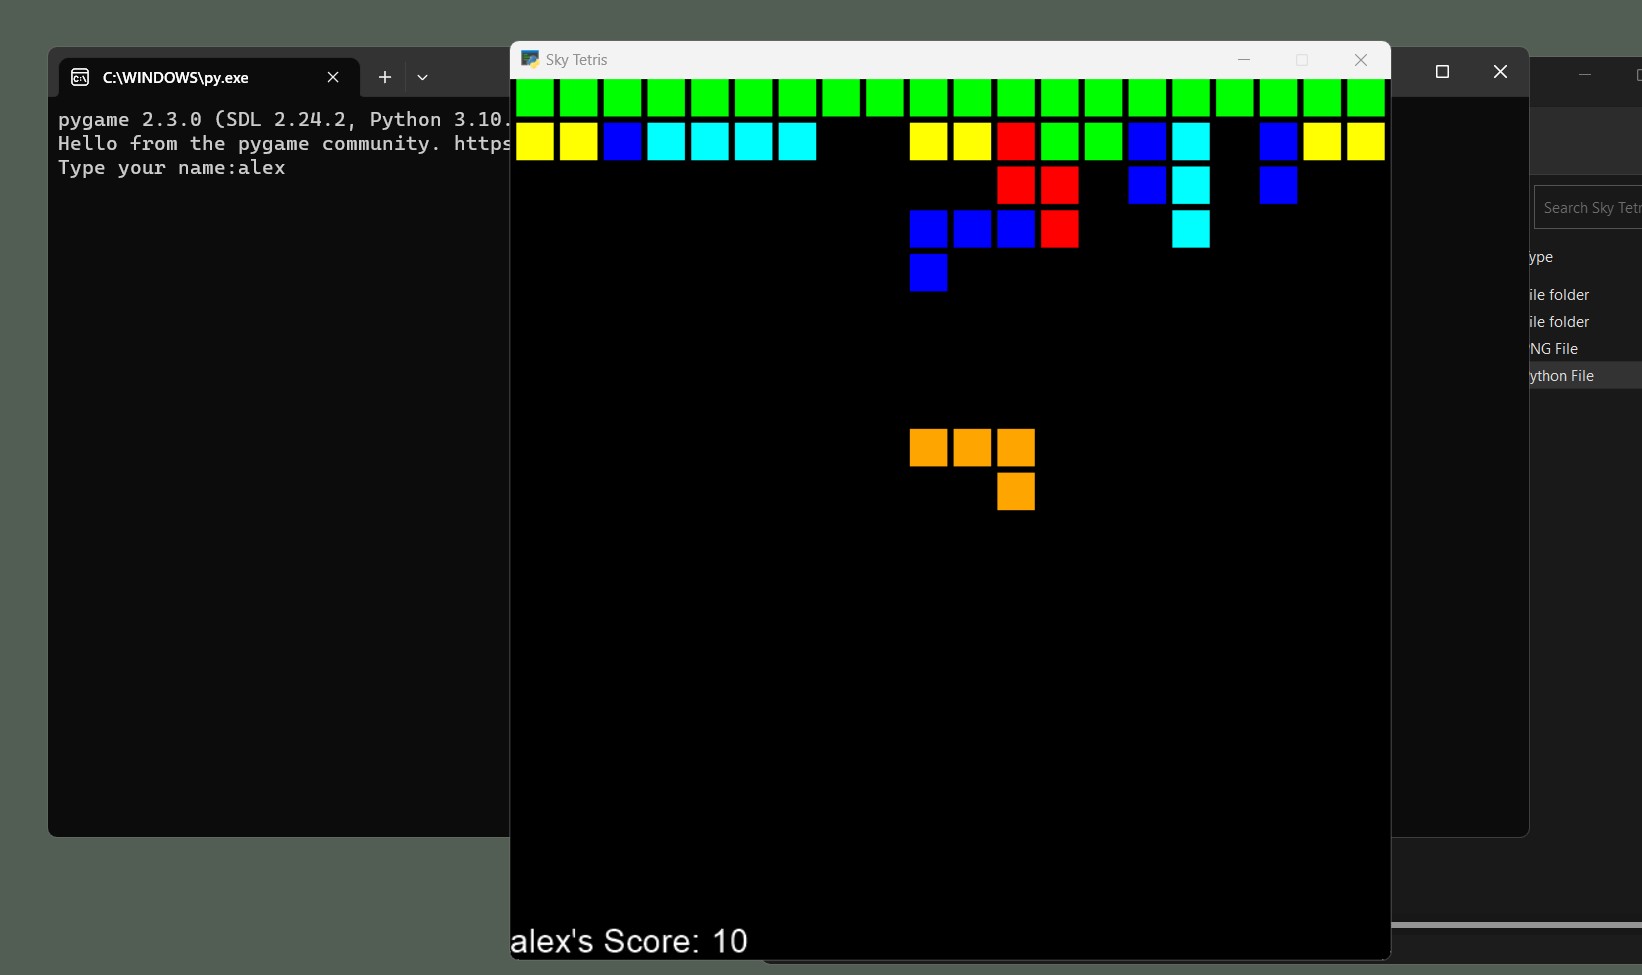 Sky Tetris
C:\WINDOWS\py.exe
pygame 2.3.0 (SDL 2.24.2, Python 3.10.
Hello from the pygame community. https
Type your name:alex
Search Sky Tetr
ype
ile folder
ile folder
NG File
ython File
alex's Score: 10